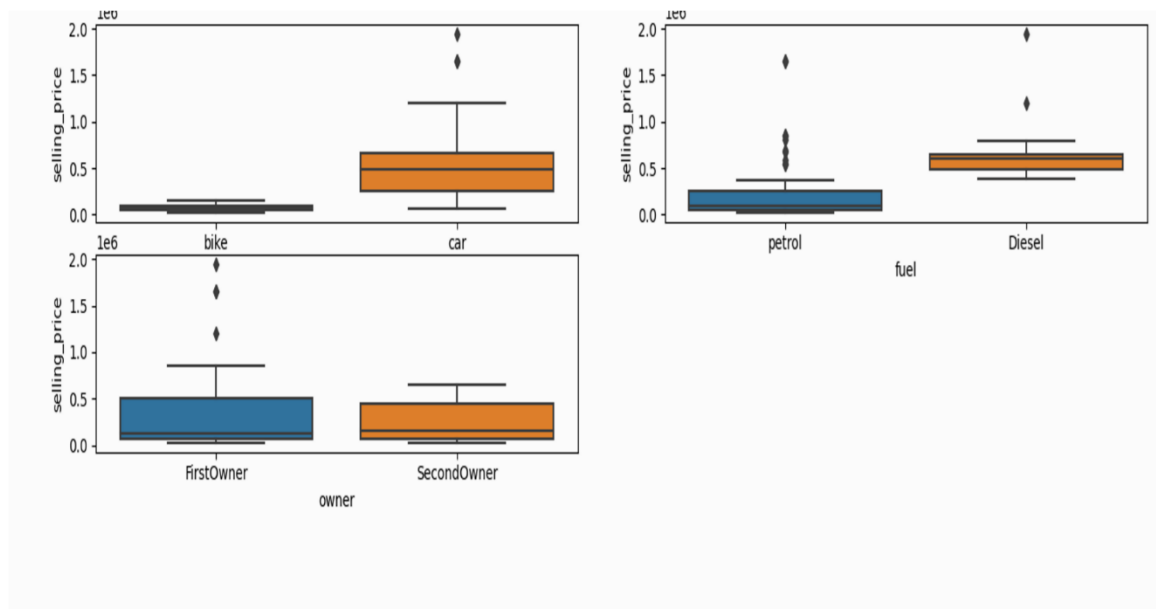 1e6
2.0
1.5
1.0
0.5
0.0
selling_price
bike car
1e6
2.0
1.5
1.0
0.5
0.0
selling_price
petrol Diesel
fuel
1e6
2.0
1.5
1.0
0.5
0.0
selling_price
FirstOwner SecondOwner
owner